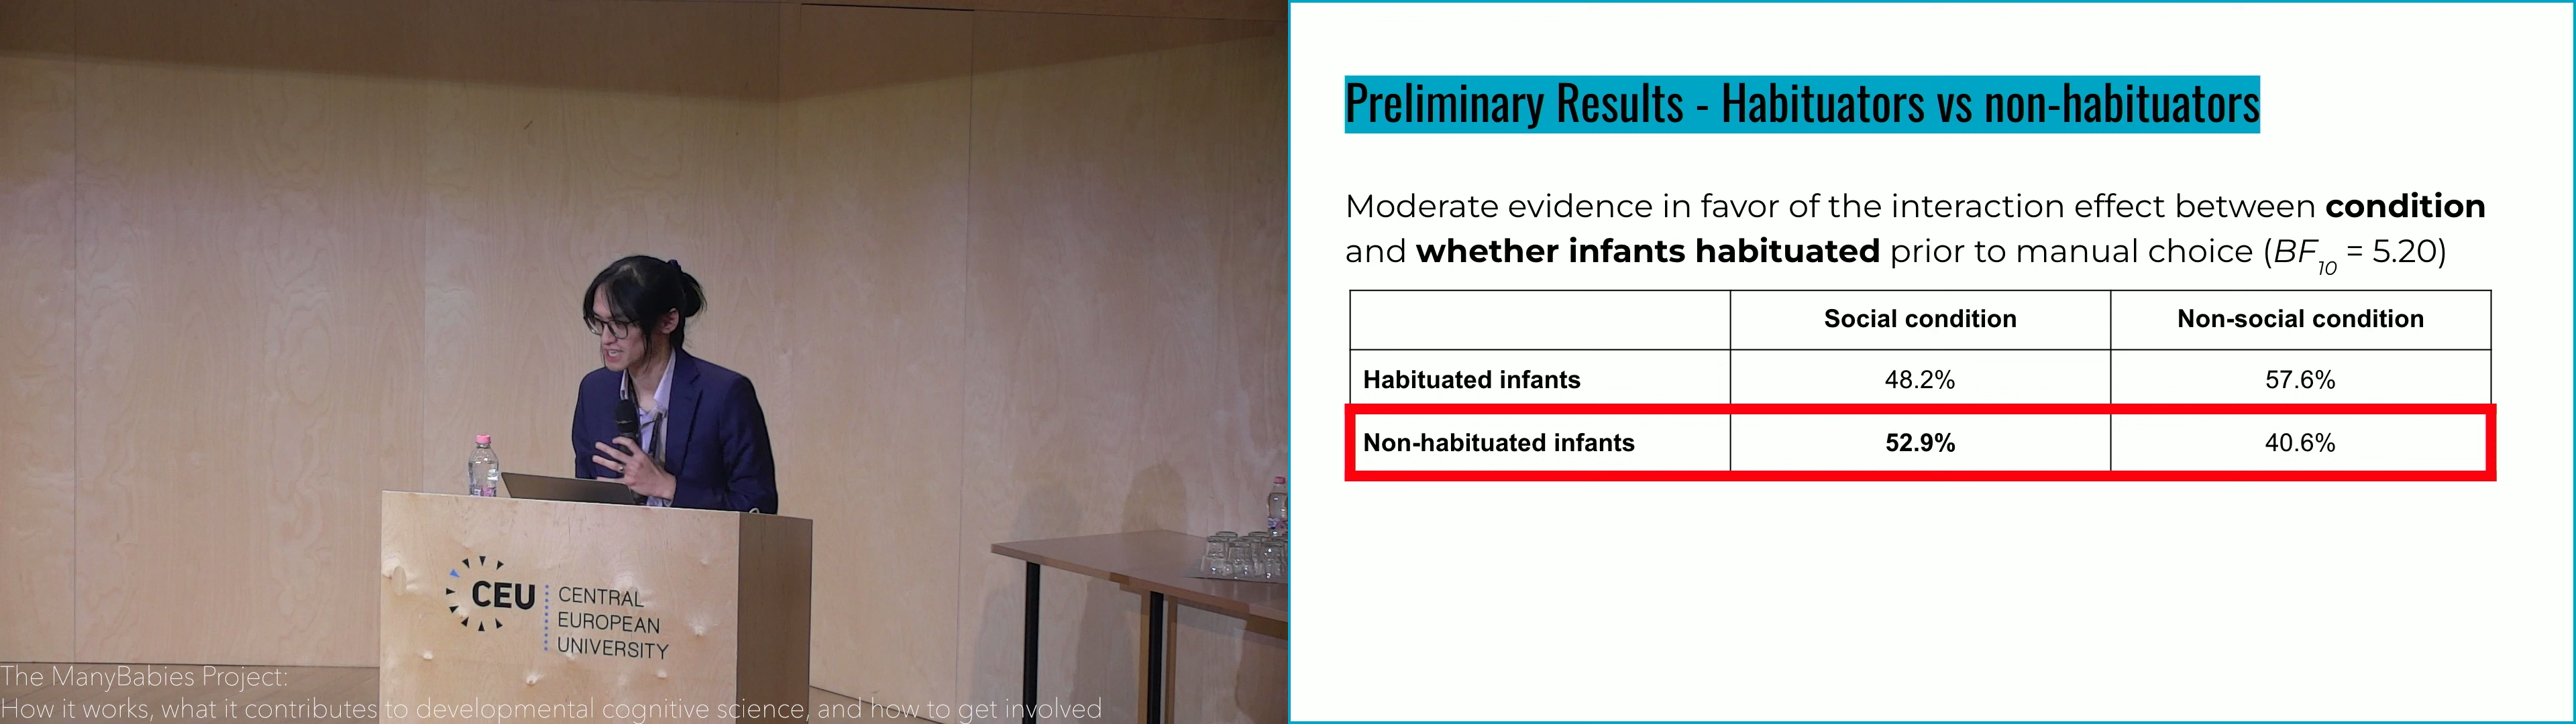 CEU
CENTRAL
EUROPEAN
UNIVERSITY
The ManyBabies Project:
How it works, what it contributes to developmental cognitive science, and how to get involved
Preliminary Results - Habituators vs non-habituators
Moderate evidence in favor of the interaction effect between condition
and whether infants habituated prior to manual choice (BF10 = 5.20)
Social condition Non-social condition
Habituated infants 48.2% 57.6%
Non-habituated infants 52.9% 40.6%